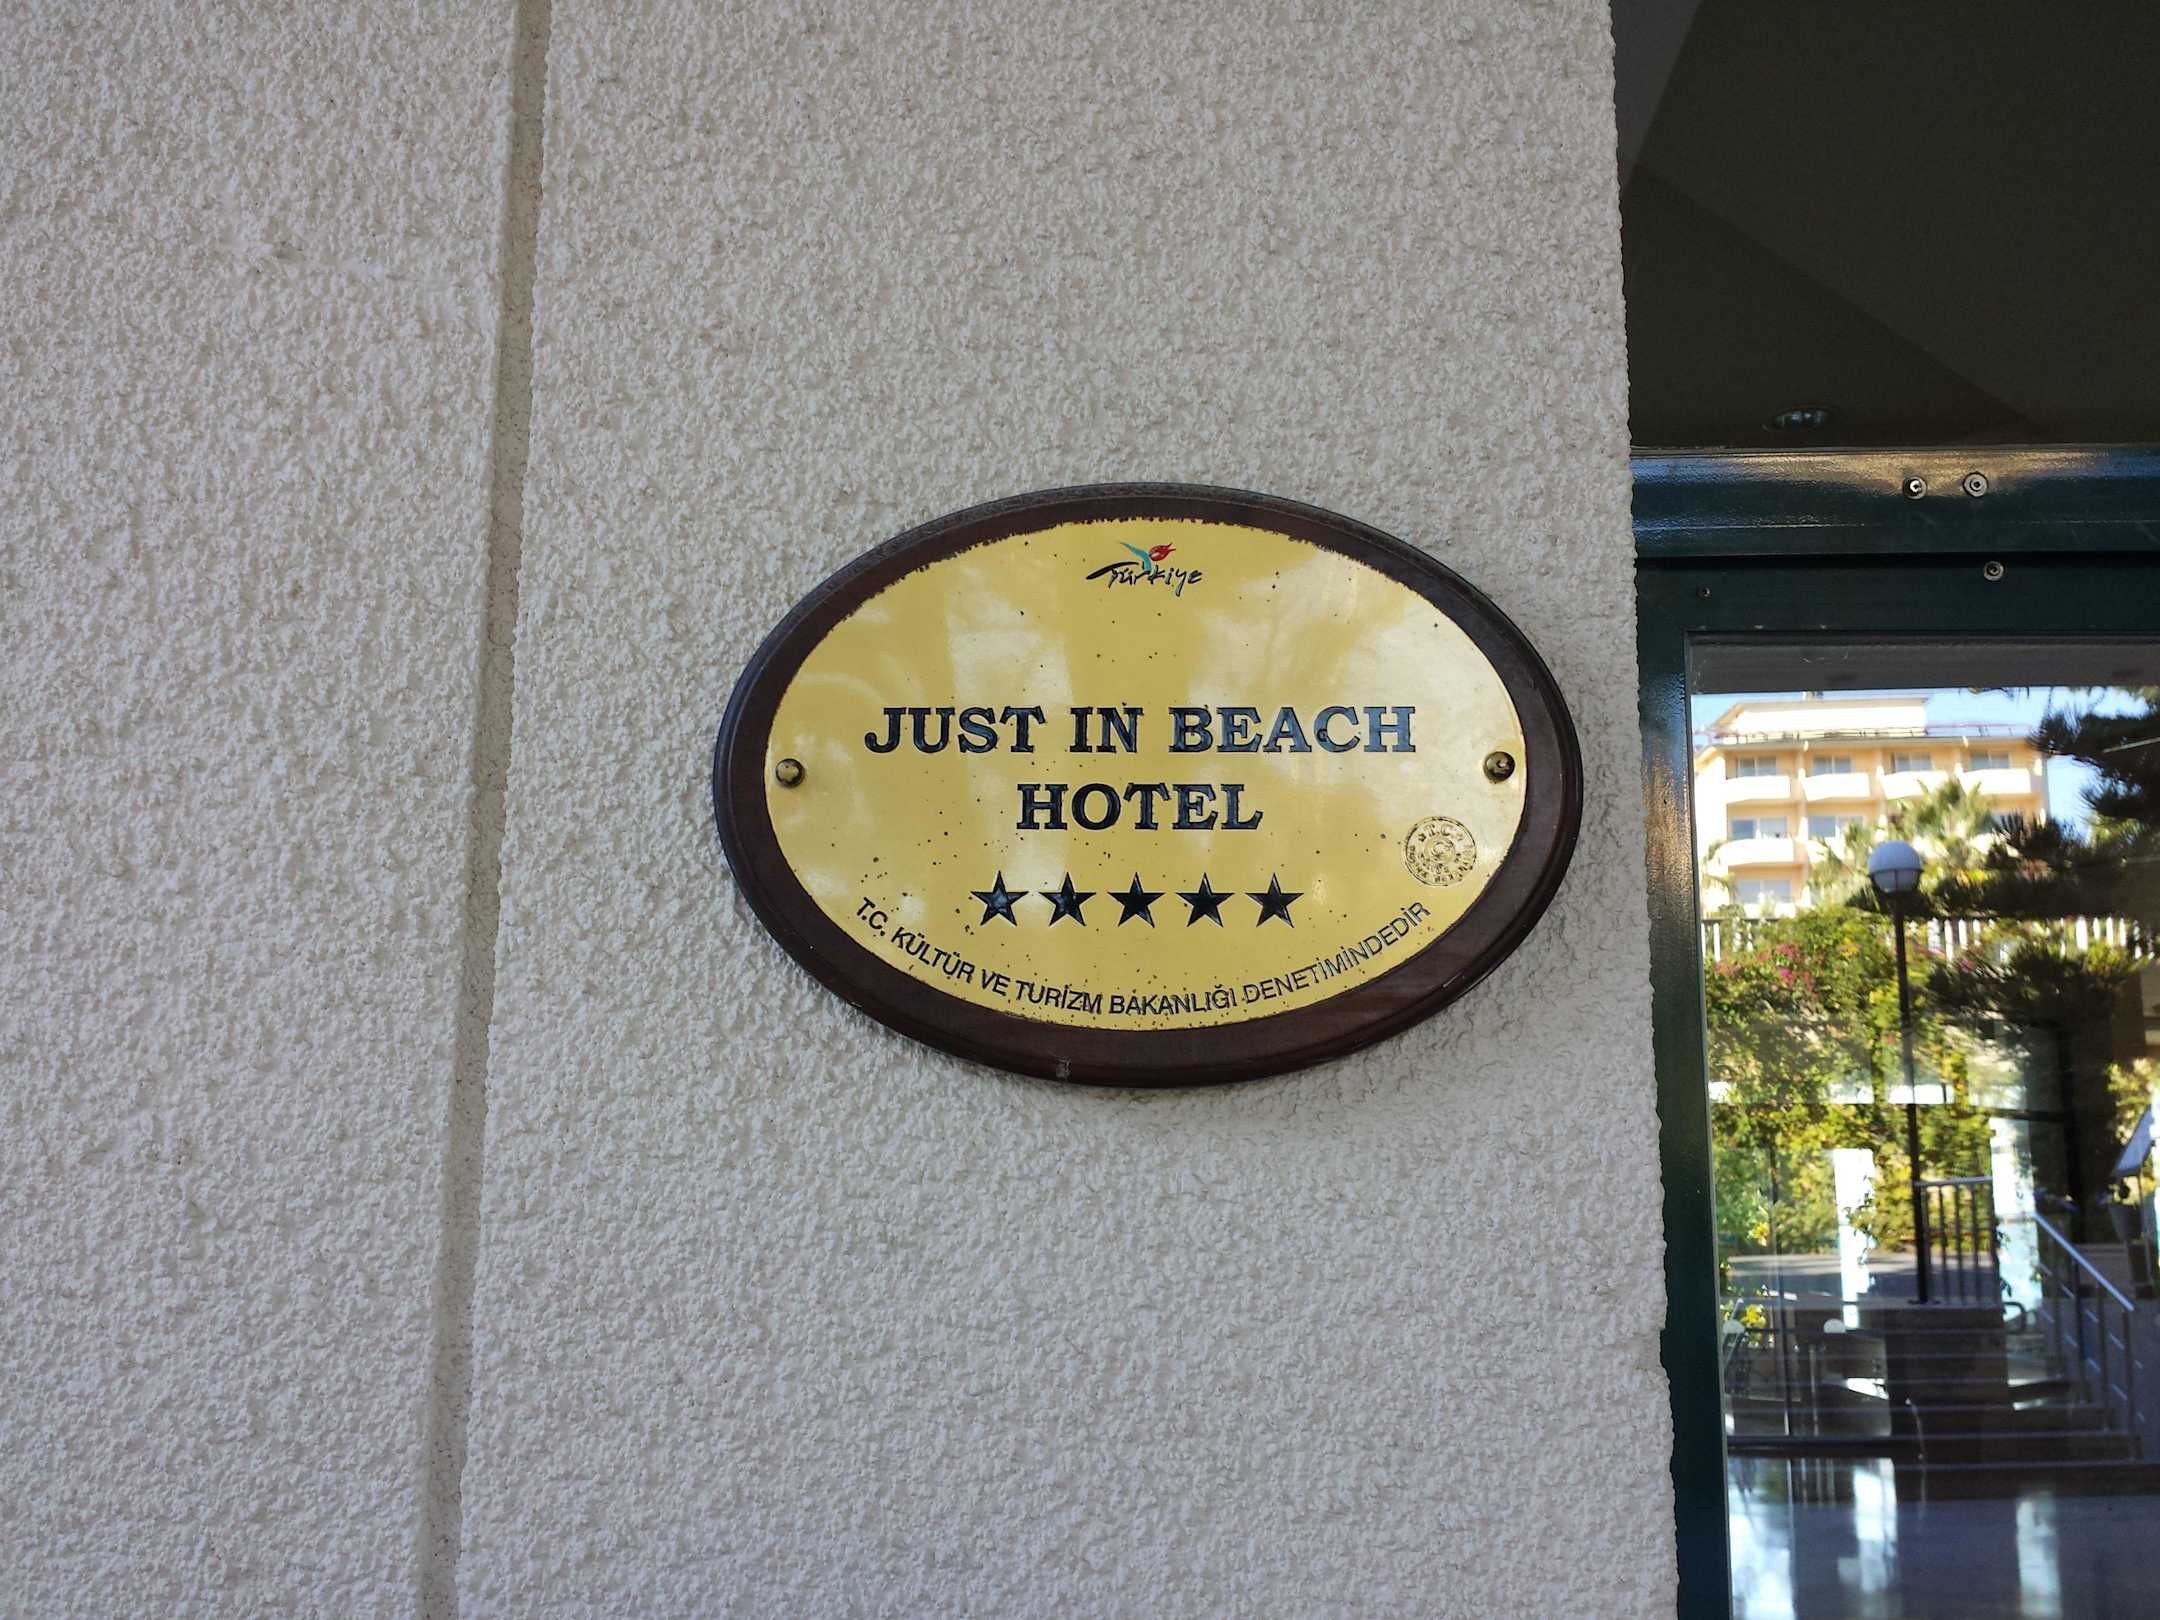 Türkiye
JUST IN BEACH
HOTEL
T.C. KÜLTÜR VE TURİZM BAKANLIĞI DENETİMİNDEDİR